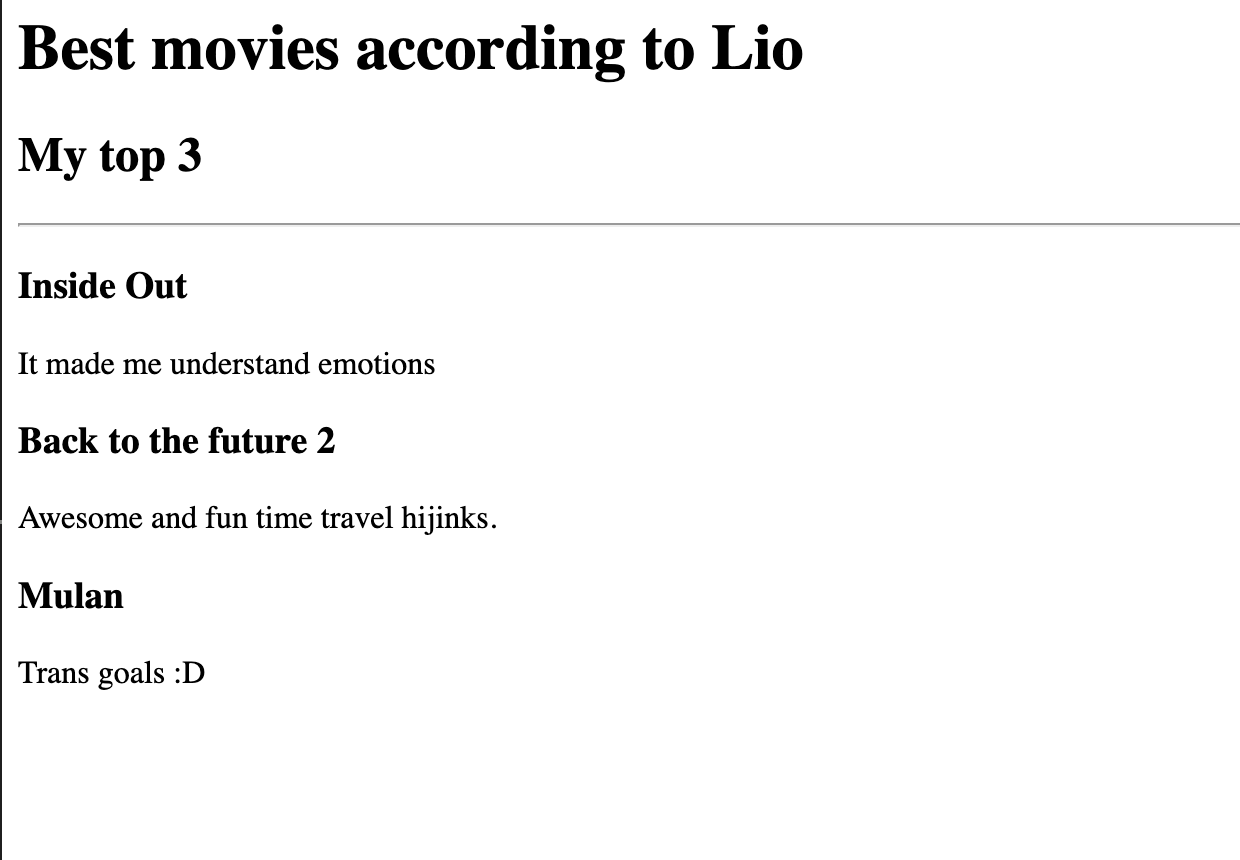 Best movies according to Lio
My top 3
Inside Out
It made me understand emotions
Back to the future 2
Awesome and fun time travel hijinks.
Mulan
Trans goals :D